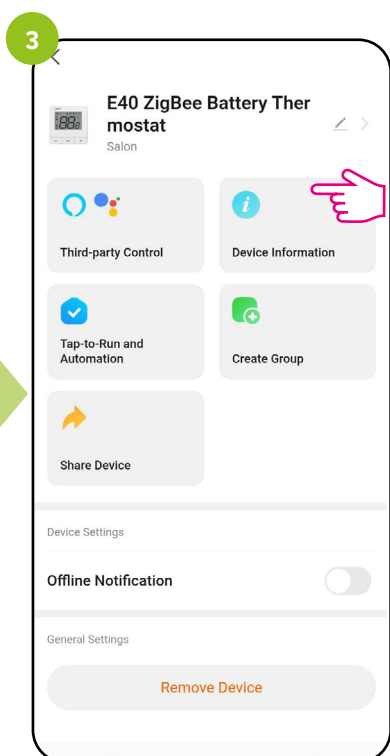 3
E40 ZigBee Battery Ther
mostat
Salon
Third-party Control
Device Information
Tap-to-Run and
Automation
Create Group
Share Device
Device Settings
Offline Notification
General Settings
Remove Device